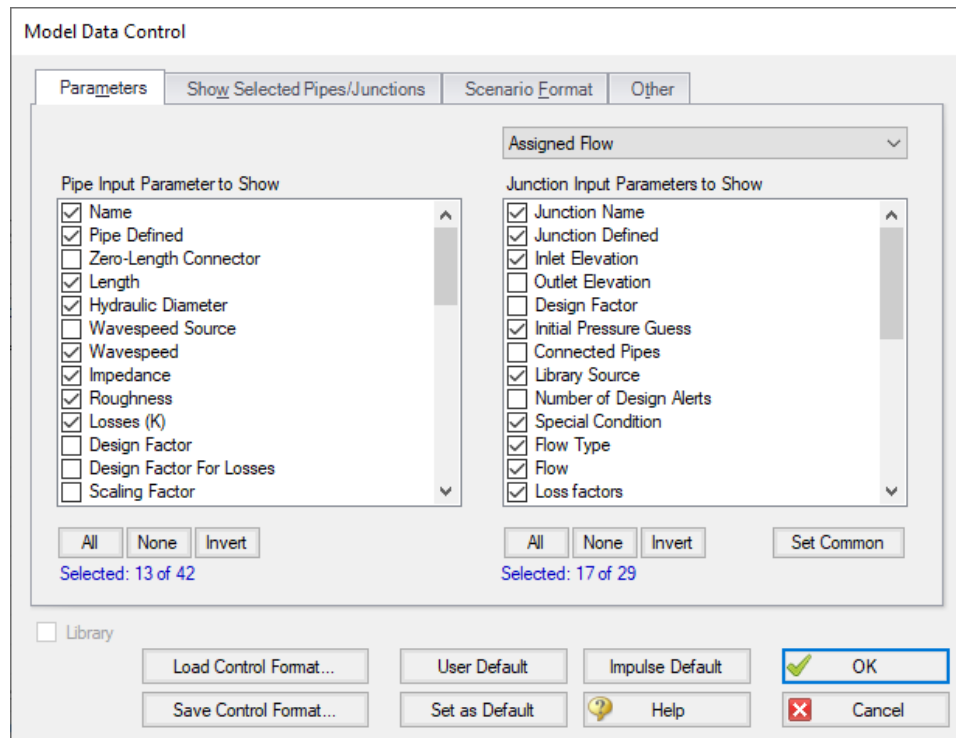 Model Data Control
Parameters
Show Selected Pipes/Junctions
Scenario Format
Other
Assigned Flow
Pipe Input Parameter to Show
Name
Pipe Defined
Zero-Length Connector
Length
Hydraulic Diameter
Wavespeed Source
Wavespeed
Impedance
Roughness
Losses (K)
Design Factor
Design Factor For Losses
Scaling Factor
All
None
Invert
Selected: 13 of 42
Junction Input Parameters to Show
Junction Name
Junction Defined
Inlet Elevation
Outlet Elevation
Design Factor
Initial Pressure Guess
Connected Pipes
Library Source
Number of Design Alerts
Special Condition
Flow Type
Flow
Loss factors
All
None
Invert
Set Common
Selected: 17 of 29
Library
Load Control Format...
User Default
Impulse Default
OK
Save Control Format...
Set as Default
Help
Cancel